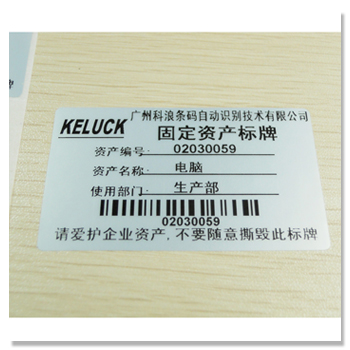 广州科浪条码自动识别技术有限公司
KELUCK
固定资产标牌
资产编号: 02030059
资产名称: 电脑
使用部门: 生产部
02030059
请爱护企业资产,不要随意撕毁此标牌